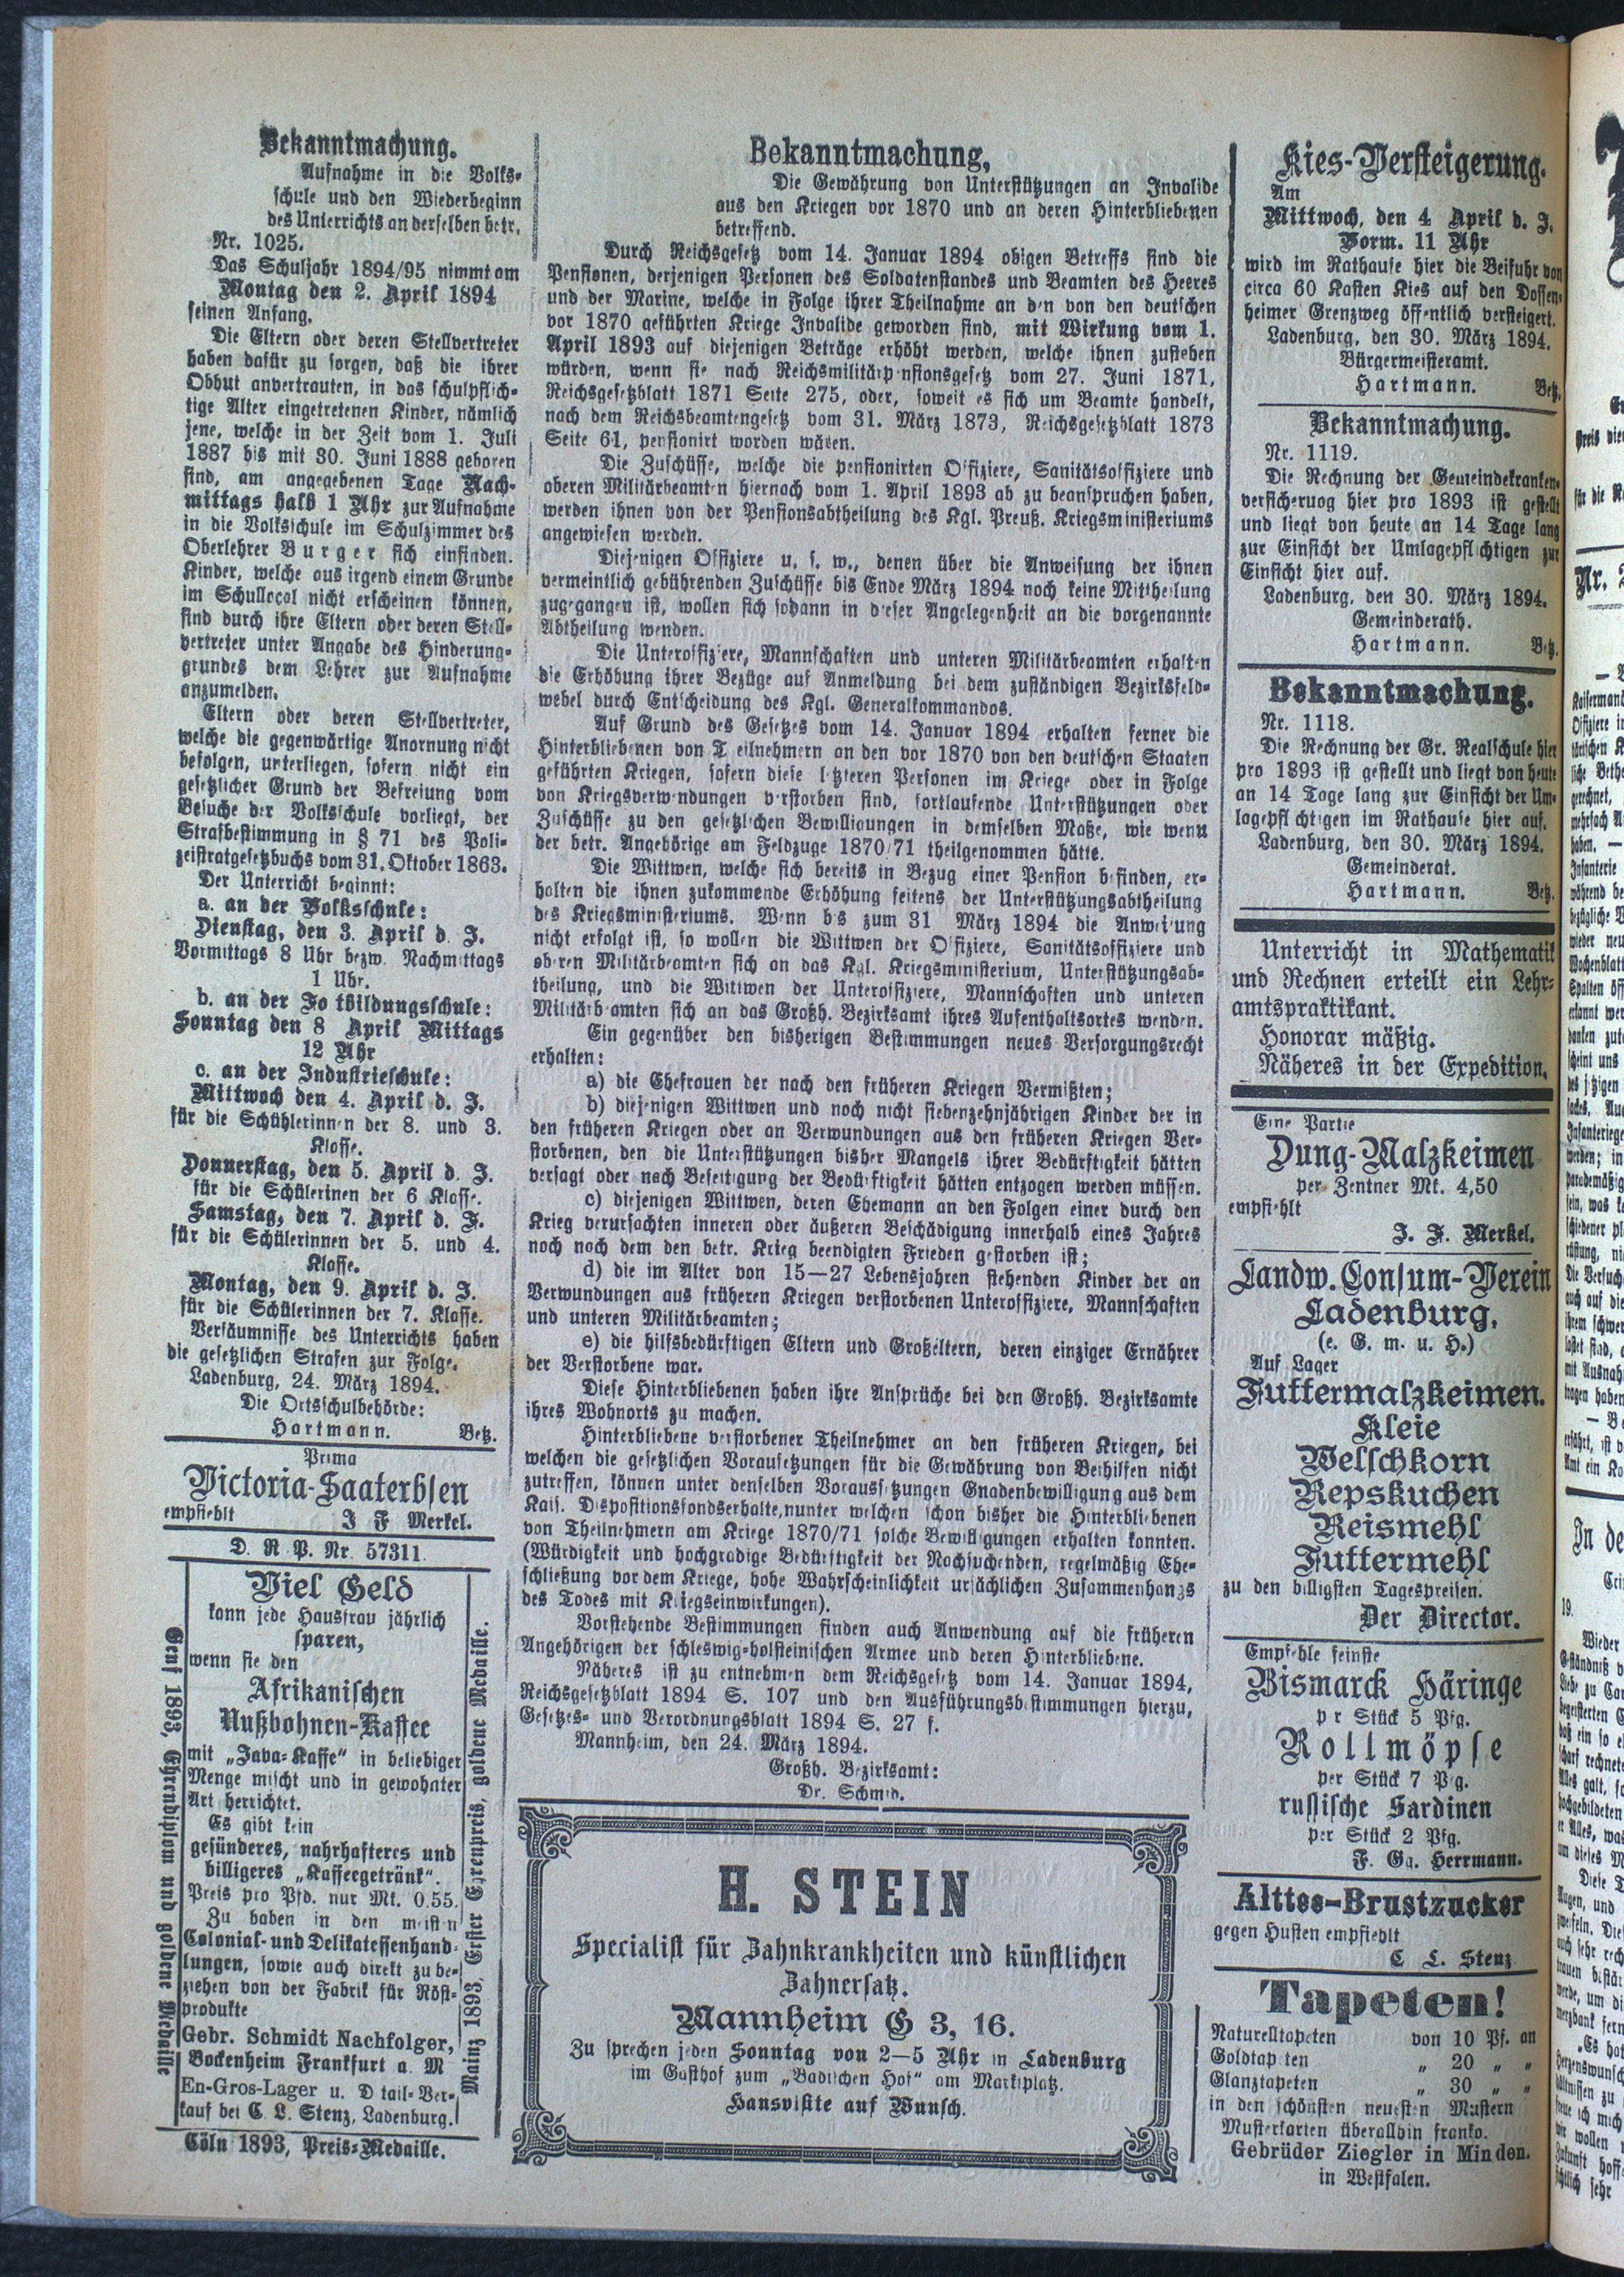 Bekanntmachung.
Aufnahme in die Volks-
schule und den Wiederbeginn
des Unterrichts an derselben betr.
Nr. 1025.
Das Schuljahr 1894/95 nimmt am
Montag den 2. April 1894
seinen Anfang.
Die Eltern oder deren Stellvertreter
haben dafür zu sorgen, daß die ihrer
Obhut anvertrauten, in das schulpflich-
tige Alter eingetretenen Kinder, nämlich
jene, welche in der Zeit vom 1. Juli
1887 bis mit 30. Juni 1888 geboren
sind, am angegebenen Tage Nach-
mittags halb 1 Uhr zur Aufnahme
in die Volksschule im Schulzimmer des
Oberlehrer Burger sich einfinden.
Kinder, welche aus irgend einem Grunde
im Schullocal nicht erscheinen können,
sind durch ihre Eltern oder deren Stell-
vertreter unter Angabe des Hinderung-
grundes dem Lehrer zur Aufnahme
anzumelden.
Eltern oder deren Stellvertreter,
welche die gegenwärtige Anornung nicht
befolgen, unterliegen, sofern nicht ein
gesetzlicher Grund der Befreiung vom
Besuche der Volksschule vorliegt, der
Strafbestimmung in § 71 des Poli-
zeistratgesetzbuchs vom 31. Oktober 1863.
Der Unterricht beginnt:
a. an der Volksschule:
Dienstag, den 3. April d. J.
Vormittags 8 Uhr bezw. Nachmittags
1 Uhr.
b. an der Fo tbildungsschule:
Sonntag den 8 April Mittags
12 Uhr
c. an der Industrieschule:
Mittwoch den 4. April d. J.
für die Schühlerinnen der 8. und 3.
Klasse.
Donnerstag, den 5. April d. J.
für die Schülerinen der 6 Klasse.
Samstag, den 7. April d. J.
für die Schülerinnen der 5. und 4.
Klasse.
Montag, den 9. April d. J.
für die Schülerinnen der 7. Klasse.
Versäumnisse des Unterrichts haben
die gesetzlichen Strafen zur Folge.
Ladenburg, 24. März 1894.
Die Ortsschulbehörde:
Hartmann. Betz.
Prima
Victoria-Saaterbsen
empfiehlt J F Merkel.
D. R P. Nr. 57311.
Viel Geld
kann jede Hausfrau jährlich
sparen,
wenn sie den
Afrikanischen
Nußbohnen-Kaffee
mit „Java-Kaffe“ in beliebiger
Menge mischt und in gewohnter
Art herrichtet.
Es gibt kein
gesünderes, nahrhafteres und
billigeres „Kaffeegetränk“.
Preis pro Pfd. nur Mk. 0.55.
Zu haben in den meisten
Colonial- und Delikatessenhand-
lungen, sowie auch direkt zu be-
ziehen von der Fabrik für Röst-
produkte
Gebr. Schmidt Nachfolger,
Bockenheim Frankfurt a. M
En-Gros-Lager u. D tail-Ver-
kauf bei C. L. Stenz, Ladenburg.
Genf 1893, Ehrendiplom und goldene Medaille
Mainz 1893, Erster Ehrenpreis, goldene Medaille.
Cöln 1893, Preis-Medaille.
Bekanntmachung,
Die Gewährung von Unterstützungen an Invalide
aus den Kriegen vor 1870 und an deren Hinterbliebenen
betreffend.
Durch Reichsgesetz vom 14. Januar 1894 obigen Betreffs sind die
Pensionen, derjenigen Personen des Soldatenstandes und Beamten des Heeres
und der Marine, welche in Folge ihrer Theilnahme an den von den deutschen
vor 1870 geführten Kriege Invalide geworden sind, mit Wirkung vom 1.
April 1893 auf diejenigen Beträge erhöht werden, welche ihnen zustehen
würden, wenn sie nach Reichsmilitärpensionsgesetz vom 27. Juni 1871,
Reichsgesetzblatt 1871 Seite 275, oder, soweit es sich um Beamte handelt,
nach dem Reichsbeamtengesetz vom 31. März 1873, Reichsgesetzblatt 1873
Seite 61, pensionirt worden wären.
Die Zuschüsse, welche die pensionirten Offiziere, Sanitätsoffiziere und
oberen Militärbeamten hiernach vom 1. April 1893 ab zu beanspruchen haben,
werden ihnen von der Pensionsabtheilung des Kgl. Preuß. Kriegsministeriums
angewiesen werden.
Diejenigen Offiziere u. s. w., denen über die Anweisung der ihnen
vermeintlich gebührenden Zuschüsse bis Ende März 1894 noch keine Mittheilung
zugegangen ist, wollen sich sodann in dieser Angelegenheit an die vorgenannte
Abtheilung wenden.
Die Unteroffiziere, Mannschaften und unteren Militärbeamten erhalten
die Erhöhung ihrer Bezüge auf Anmeldung bei dem zuständigen Bezirksfeld-
webel durch Entscheidung des Kgl. Generalkommandos.
Auf Grund des Gesetzes vom 14. Januar 1894 erhalten ferner die
Hinterbliebenen von T eilnehmern an den vor 1870 von den deutschen Staaten
geführten Kriegen, sofern diese letzteren Personen im Kriege oder in Folge
von Kriegsverwundungen verstorben sind, fortlaufende Unterstützungen oder
Zuschüsse zu den gesetzlichen Bewilligungen in demselben Maße, wie wenn
der betr. Angehörige am Feldzuge 1870/71 theilgenommen hätte.
Die Wittwen, welche sich bereits in Bezug einer Pension befinden, er-
halten die ihnen zukommende Erhöhung seitens der Unterstützungsabtheilung
des Kriegsministeriums. Wenn bis zum 31 März 1894 die Anweisung
nicht erfolgt ist, so wollen die Wittwen der Offiziere, Sanitätsoffiziere und
oberen Militärbeamten sich an das Kgl. Kriegsministerium, Unterstützungsab-
theilung, und die Wittwen der Unteroffiziere, Mannschaften und unteren
Militärbeamten sich an das Großh. Bezirksamt ihres Aufenthaltsortes wenden.
Ein gegenüber den bisherigen Bestimmungen neues Versorgungsrecht
erhalten:
a) die Ehefrauen der nach den früheren Kriegen Vermißten;
b) diejenigen Wittwen und noch nicht siebenzehnjährigen Kinder der in
den früheren Kriegen oder an Verwundungen aus den früheren Kriegen Ver-
storbenen, den die Unterstützungen bisher Mangels ihrer Bedürftigkeit hätten
versagt oder nach Beseitigung der Bedürftigkeit hätten entzogen werden müssen.
c) diejenigen Wittwen, deren Ehemann an den Folgen einer durch den
Krieg verursachten inneren oder äußeren Beschädigung innerhalb eines Jahres
noch nach dem den betr. Krieg beendigten Frieden gestorben ist;
d) die im Alter von 15—27 Lebensjahren stehenden Kinder der an
Verwundungen aus früheren Kriegen verstorbenen Unteroffiziere, Mannschaften
und unteren Militärbeamten;
e) die hilfsbedürftigen Eltern und Großeltern, deren einziger Ernährer
der Verstorbene war.
Diese Hinterbliebenen haben ihre Ansprüche bei den Großh. Bezirksamte
ihres Wohnorts zu machen.
Hinterbliebene verstorbener Theilnehmer an den früheren Kriegen, bei
welchen die gesetzlichen Voraussetzungen für die Gewährung von Beihilfen nicht
zutreffen, können unter denselben Voraussetzungen Gnadenbewilligung aus dem
Kais. Dispositionsfondserhalte,nunter welchen schon bisher die Hinterbliebenen
von Theilnehmern am Kriege 1870/71 solche Bewilligungen erhalten konnten.
(Würdigkeit und hochgradige Bedürftigkeit der Nachsuchenden, regelmäßig Ehe-
schließung vor dem Kriege, hohe Wahrscheinlichkeit ursächlichen Zusammenhangs
des Todes mit Kriegseinwirkungen).
Vorstehende Bestimmungen finden auch Anwendung auf die früheren
Angehörigen der schleswig-holsteinischen Armee und deren Hinterbliebene.
Näheres ist zu entnehmen dem Reichsgesetz vom 14. Januar 1894,
Reichsgesetzblatt 1894 S. 107 und den Ausführungsbestimmungen hierzu,
Gesetzes- und Verordnungsblatt 1894 S. 27 f.
Mannheim, den 24. März 1894.
Großh. Bezirksamt:
Dr. Schmid.
H. STEIN
Specialist für Zahnkrankheiten und künstlichen
Zahnersatz.
Mannheim G 3, 16.
Zu sprechen jeden Sonntag von 2—5 Uhr in Ladenburg
im Gasthof zum „Badischen Hof“ am Marktplatz.
Hausvisite auf Wunsch.
Kies-Versteigerung.
Am
Mittwoch, den 4 April d. J.
Vorm. 11 Uhr
wird im Rathause hier die Beifuhr von
circa 60 Kasten Kies auf den Dossen-
heimer Grenzweg öffentlich versteigert.
Ladenburg, den 30. März 1894.
Bürgermeisteramt.
Hartmann. Betz.
Bekanntmachung.
Nr. 1119.
Die Rechnung der Gemeindekranken-
versicheruog hier pro 1893 ist gestellt
und liegt von heute an 14 Tage lang
zur Einsicht der Umlagepflichtigen zur
Einsicht hier auf.
Ladenburg, den 30. März 1894.
Gemeinderath.
Hartmann. Betz.
Bekanntmachung.
Nr. 1118.
Die Rechnung der Gr. Realschule hier
pro 1893 ist gestellt und liegt von heute
an 14 Tage lang zur Einsicht der Um-
lagepfl chtigen im Rathause hier auf.
Ladenburg, den 30. März 1894.
Gemeinderat.
Hartmann. Betz.
Unterricht in Mathematik
und Rechnen erteilt ein Lehr-
amtspraktikant.
Honorar mäßig.
Näheres in der Expedition.
Eine Partie
Dung-Malzkeimen
per Zentner Mk. 4,50
empfiehlt
J. F. Merkel.
Landw. Consum-Verein
Ladenburg.
(e. G. m. u. H.)
Auf Lager
Futtermalzkeimen.
Kleie
Welschkorn
Repskuchen
Reismehl
Futtermehl
zu den billigsten Tagespreisen.
Der Director.
Empfehle feinste
Bismarck Häringe
p r Stück 5 Pfg.
Rollmöpse
per Stück 7 Pfg.
russische Sardinen
per Stück 2 Pfg.
F. Ga. Herrmann.
Alttee-Brustzucker
gegen Husten empfiehlt
C L. Stenz
Tapeten!
Naturelltapeten von 10 Pf. an
Goldtap ten „ 20 „ „
Glanztapeten „ 30 „ „
in den schönsten neuesten Mustern
Musterkarten überallhin franko.
Gebrüder Ziegler in Minden.
in Westfalen.